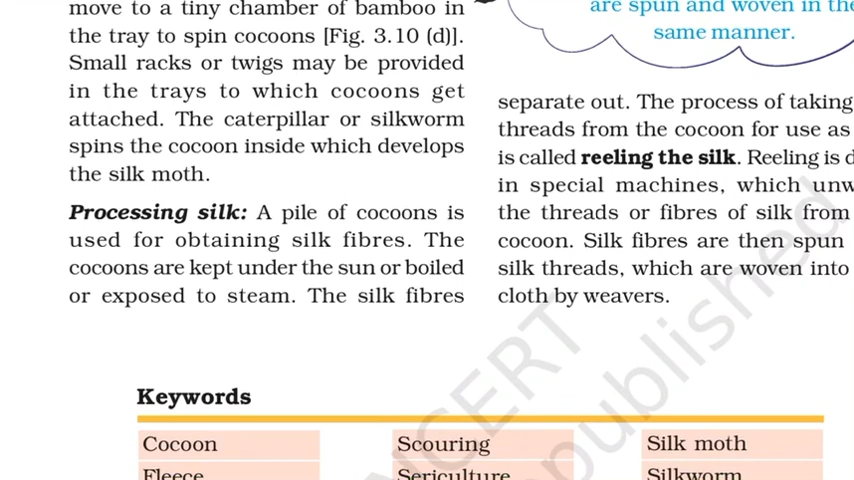 move to a tiny chamber of bamboo in
the tray to spin cocoons [Fig. 3.10 (d)].
Small racks or twigs may be provided
in the trays to which cocoons get
attached. The caterpillar or silkworm
spins the cocoon inside which develops
the silk moth.
Processing silk: A pile of cocoons is
used for obtaining silk fibres. The
cocoons are kept under the sun or boiled
or exposed to steam. The silk fibres
are spun and woven in the
same manner.
separate out. The process of taking
threads from the cocoon for use as
is called reeling the silk. Reeling is d
in special machines, which unw
the threads or fibres of silk from
cocoon. Silk fibres are then spun
silk threads, which are woven into
cloth by weavers.
Keywords
Cocoon Scouring Silk moth
Fleece Sericulture Silkworm
NCERT
published